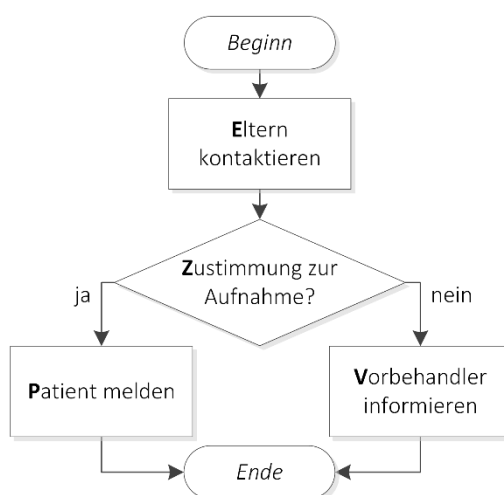 Beginn
Eltern
kontaktieren
Zustimmung zur
Aufnahme?
ja
nein
Patient melden
Vorbehandler
informieren
Ende